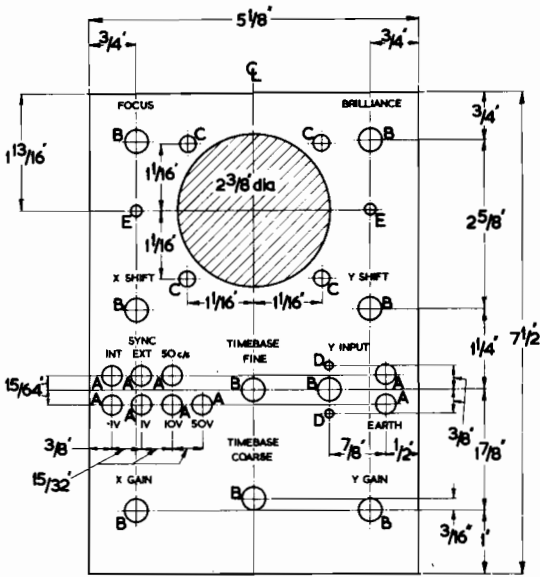 5 1/8"
3/4" 3/4"
C L
FOCUS BRILLIANCE
B C C B
3/4"
1 13/16"
1 1/16"
2 3/8" dia
E E
2 5/8"
1 1/16"
7 1/2"
X SHIFT Y SHIFT
C C
B 1 1/16" 1 1/16" B
1 1/4"
SYNC
INT EXT 50 c/s
TIMEBASE
FINE
Y INPUT
D
A A A A
15/64"
B B
A A A A A
·1V 1V 10V 50V
D
EARTH
3/8"
3/8"
7/8" 1/2"
1 7/8"
15/32"
TIMEBASE
COARSE
X GAIN Y GAIN
B B B
3/16" 1"